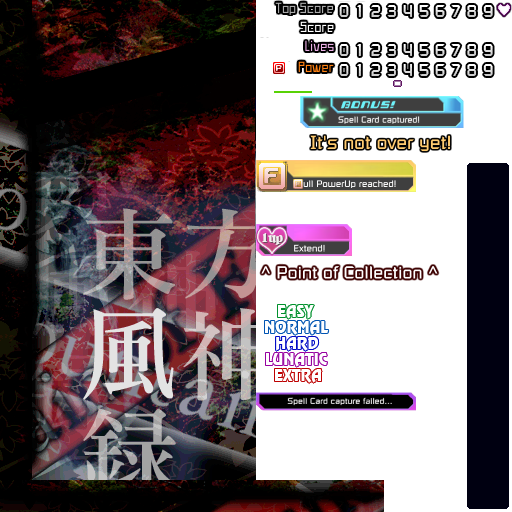 Top Score 0 1 2 3 4 5 6 7 8 9
Score
Lives 0 1 2 3 4 5 6 7 8 9
F Power 0 1 2 3 4 5 6 7 8 9
BONUS!
Spell Card captured!
It's not over yet!
F
ull PowerUp reached!
1up
Extend!
^ Point of Collection ^
EASY
NORMAL
HARD
LUNATIC
EXTRA
Spell Card capture failed...
東方
風神
録